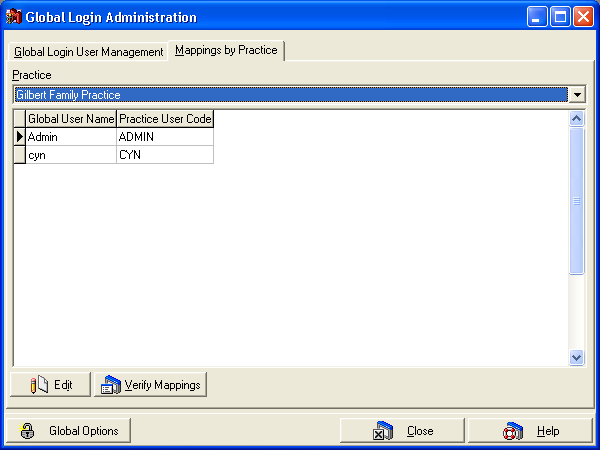 Global Login Administration
Global Login User Management Mappings by Practice
Practice
Gilbert Family Practice
Global User Name Practice User Code
Admin ADMIN
cyn CYN
Edit Verify Mappings
Global Options Close Help